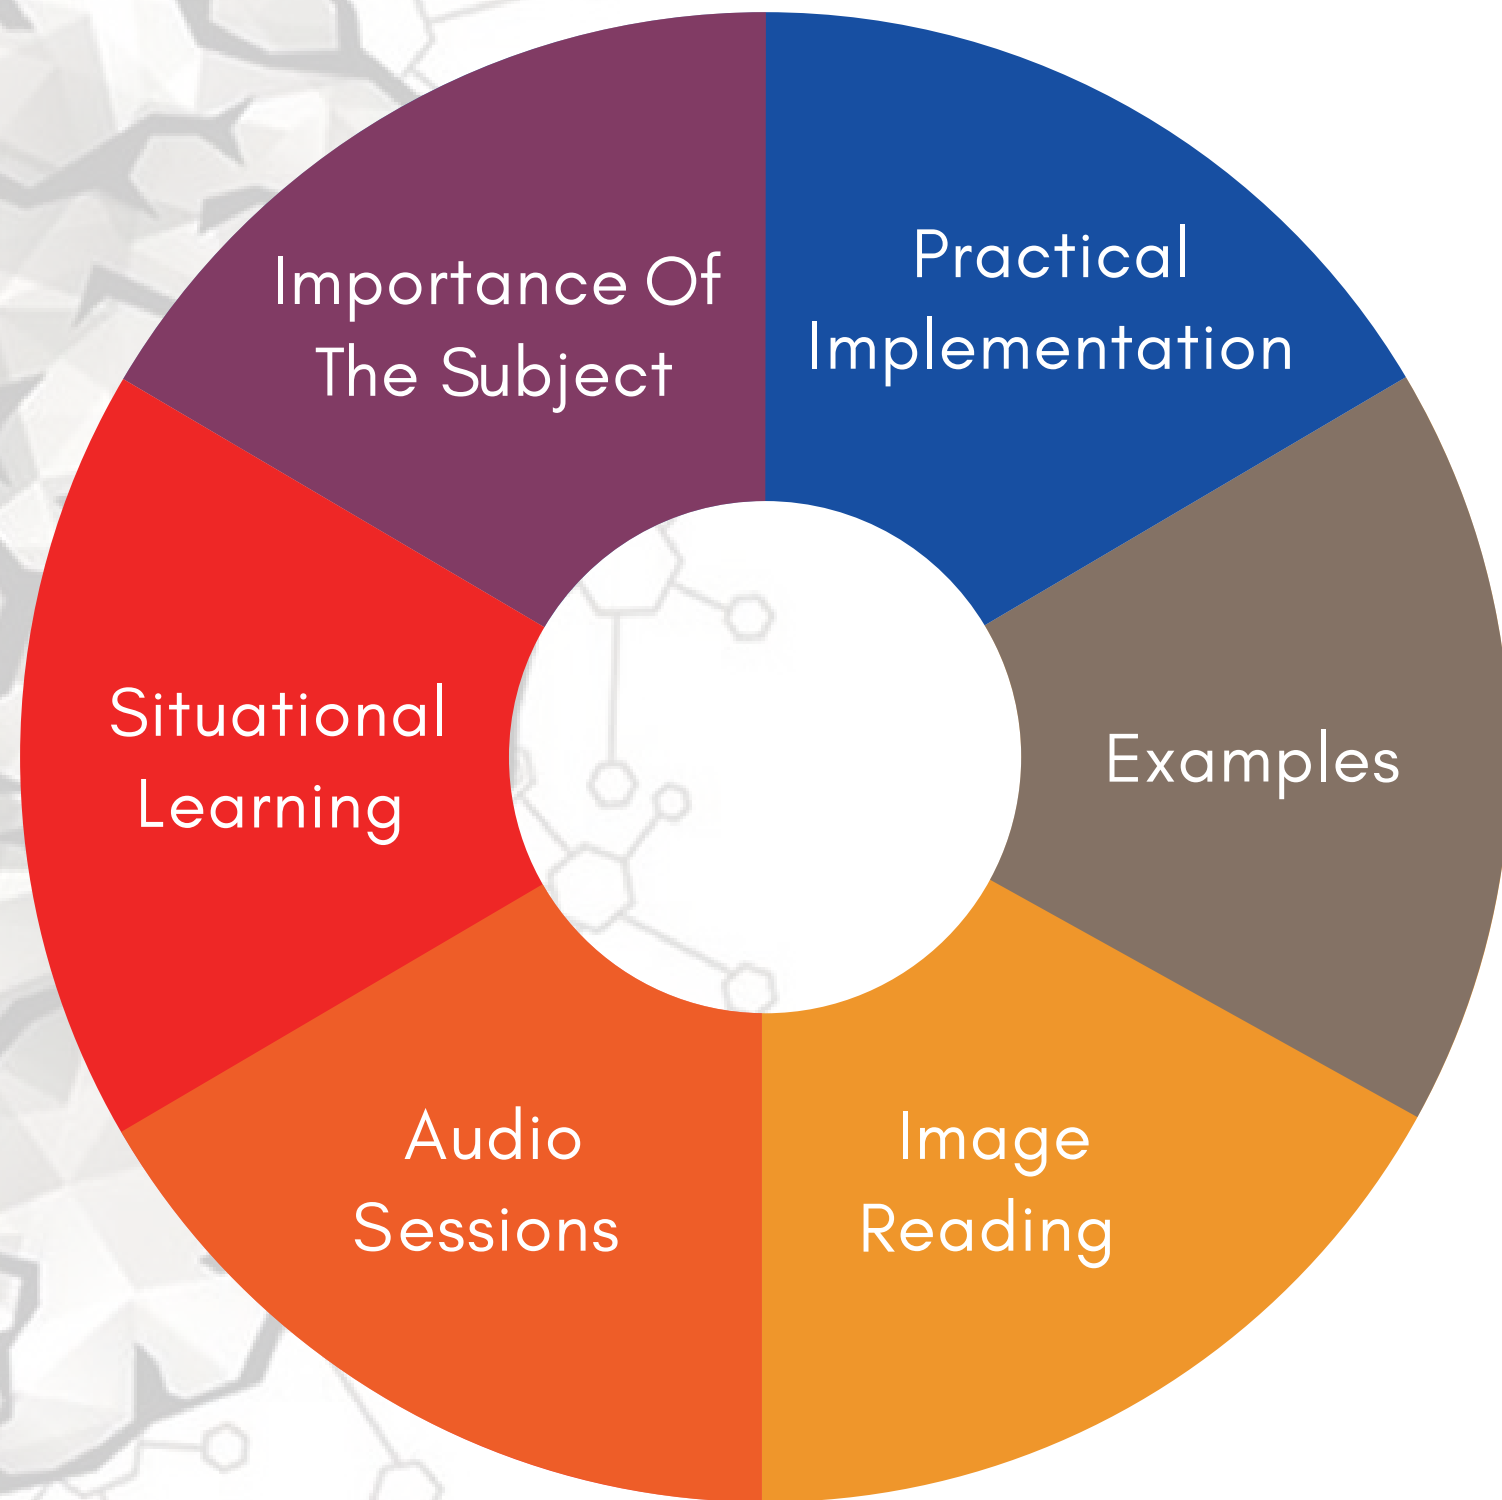 Importance Of
The Subject
Practical
Implementation
Situational
Learning
Examples
Audio
Sessions
Image
Reading